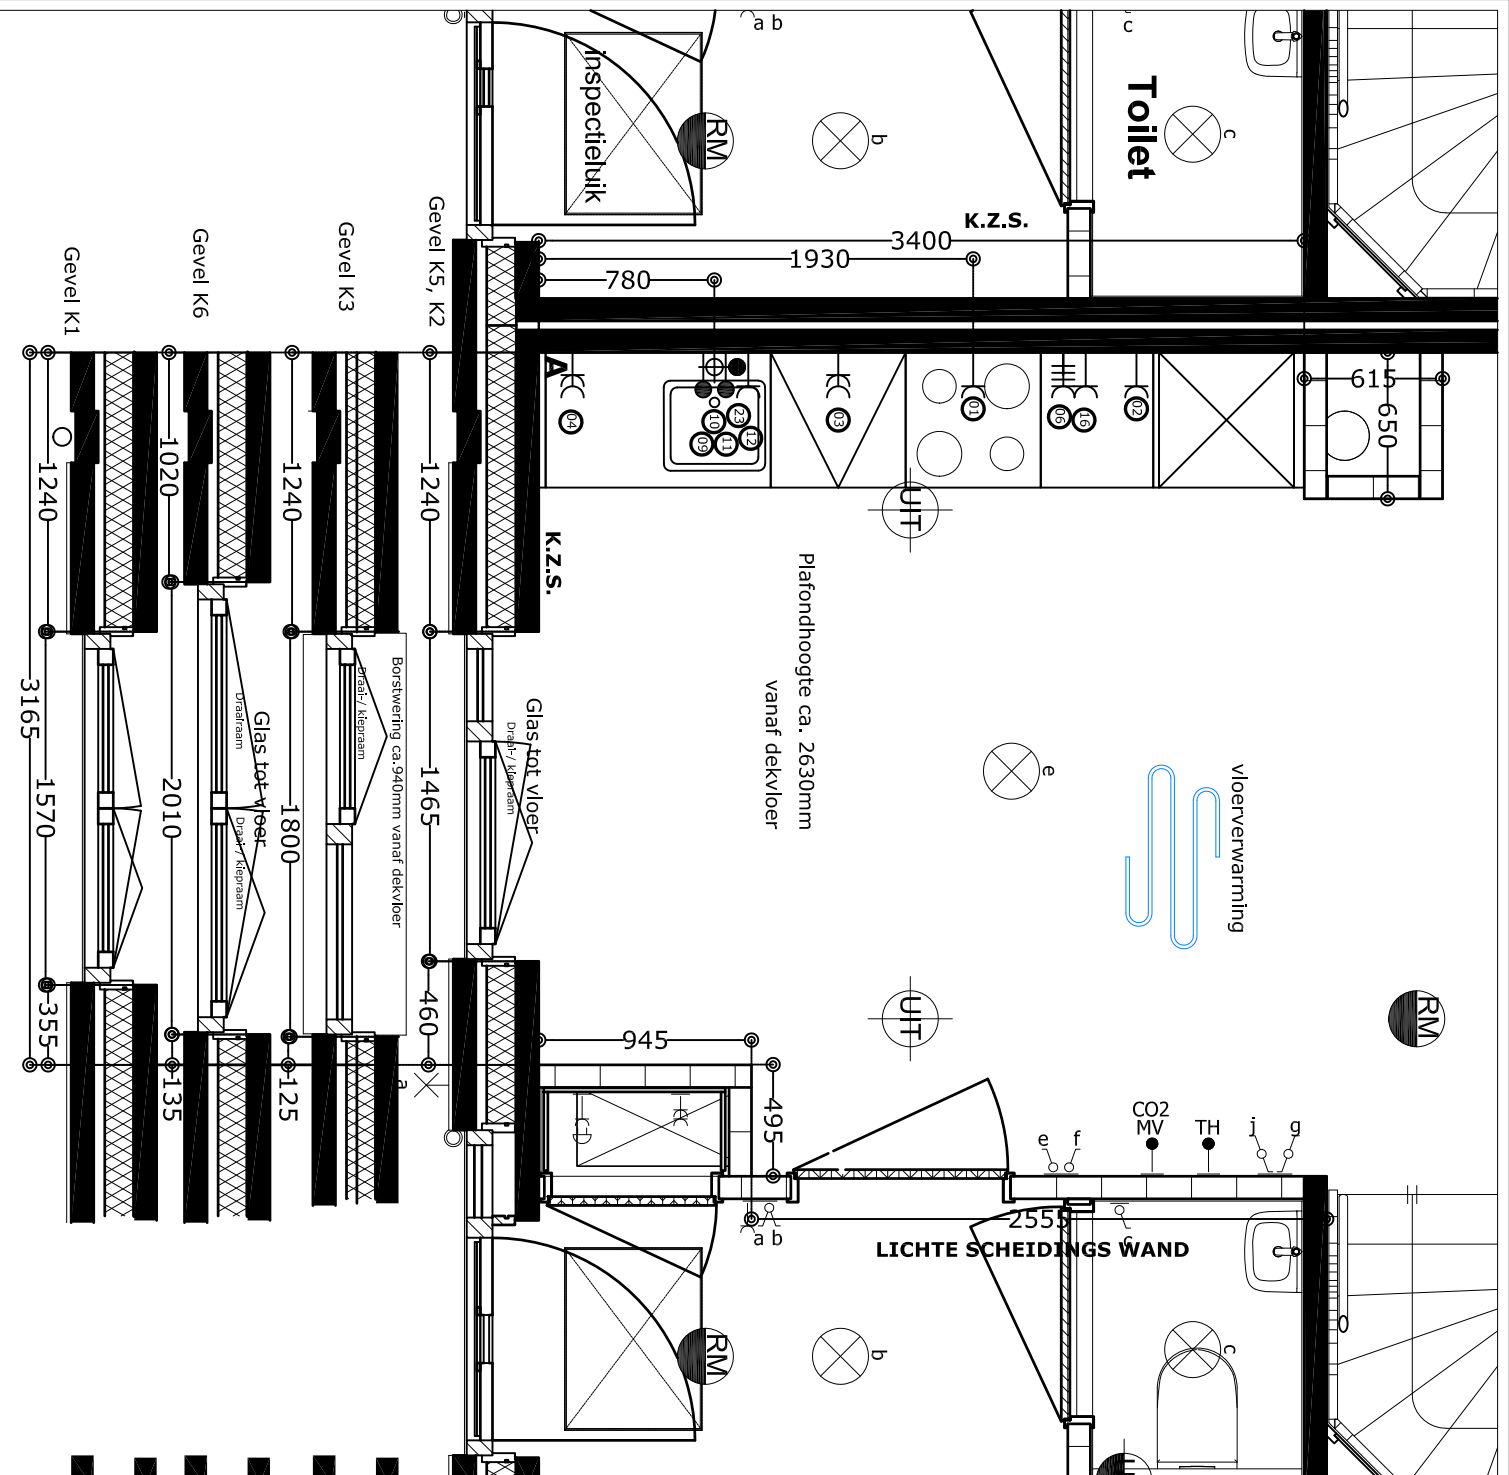 a b
c
Inspectieluik
RM
b
Toilet
c
K.Z.S.
3400
1930
780
Gevel K1
Gevel K6
Gevel K3
Gevel K5, K2
A
04
10
23
12
09
11
03
01
06
16
02
615
650
1240
1020
1240
1240
UIT
K.Z.S.
Plafondhoogte ca. 2630mm
vanaf dekvloer
e
vloerverwarming
3165
1570
2010
1800
1465
Draairaam
Glas tot vloer
Draai-/ kiepraam
Draai-/ kiepraam
Borstwering ca.940mm vanaf dekvloer
Draai-/ kiepraam
Glas tot vloer
355
135
125
460
a
UIT
RM
945
495
e f
CO2
MV
TH
j g
2555
a b
c
LICHTE SCHEIDINGS WAND
RM
b
c